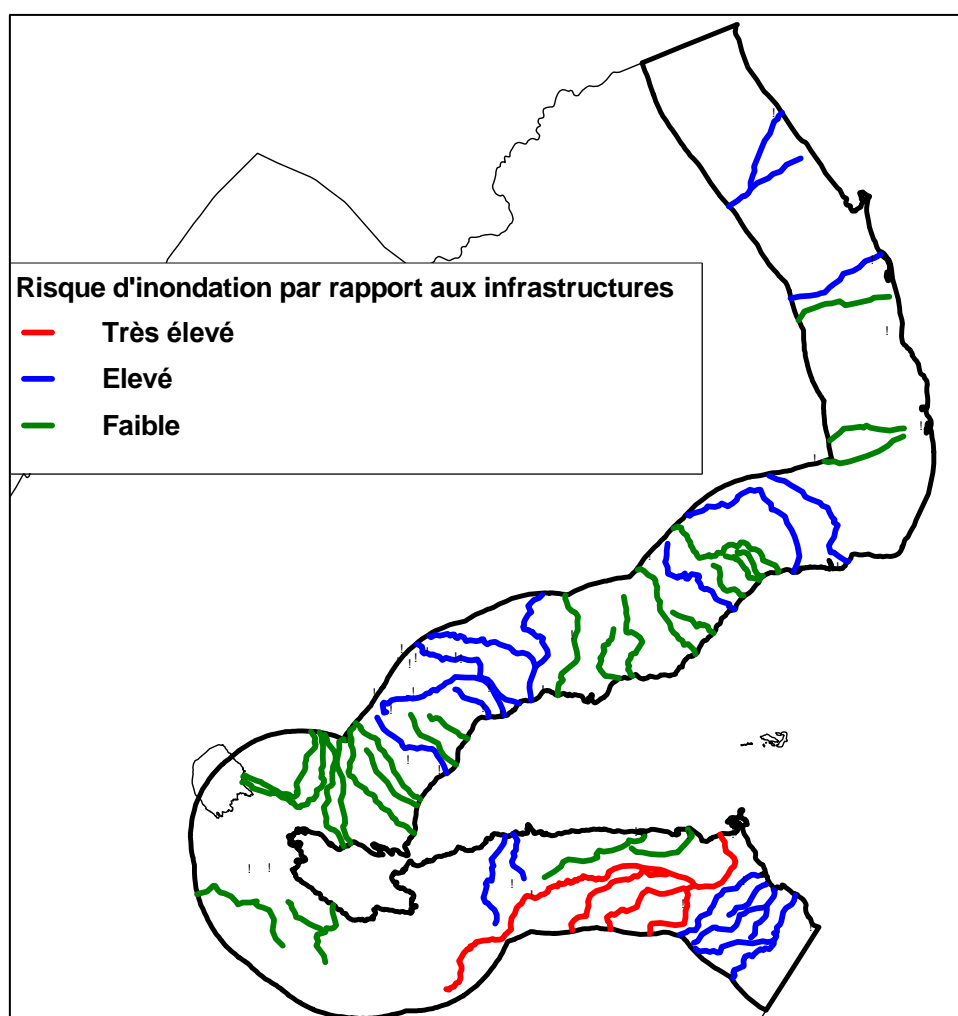 Risque d'inondation par rapport aux infrastructures
Très élevé
Elevé
Faible